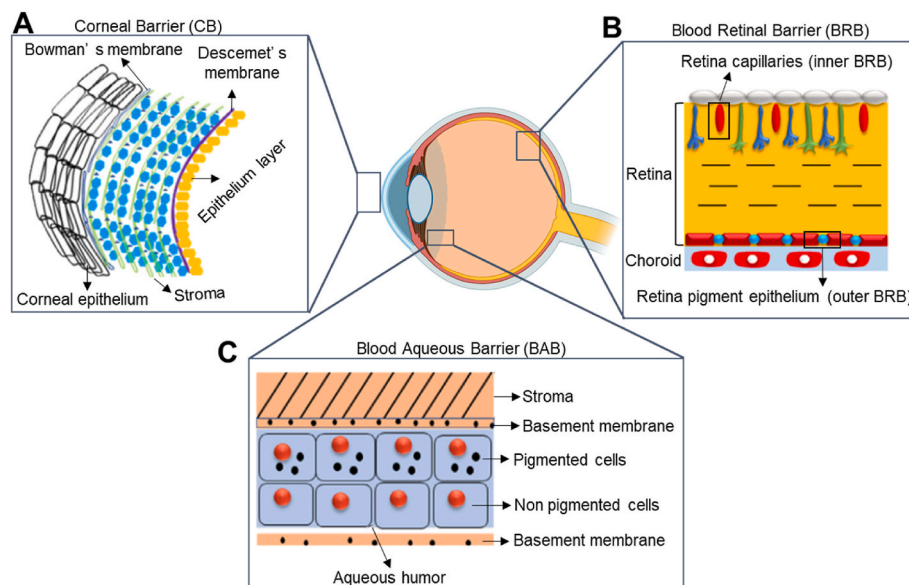 A
Corneal Barrier (CB)
Bowman' s membrane
Descemet' s
membrane
Epithelium layer
Corneal epithelium
Stroma
B
Blood Retinal Barrier (BRB)
Retina capillaries (inner BRB)
Retina
Choroid
Retina pigment epithelium (outer BRB)
C
Blood Aqueous Barrier (BAB)
Stroma
Basement membrane
Pigmented cells
Non pigmented cells
Basement membrane
Aqueous humor